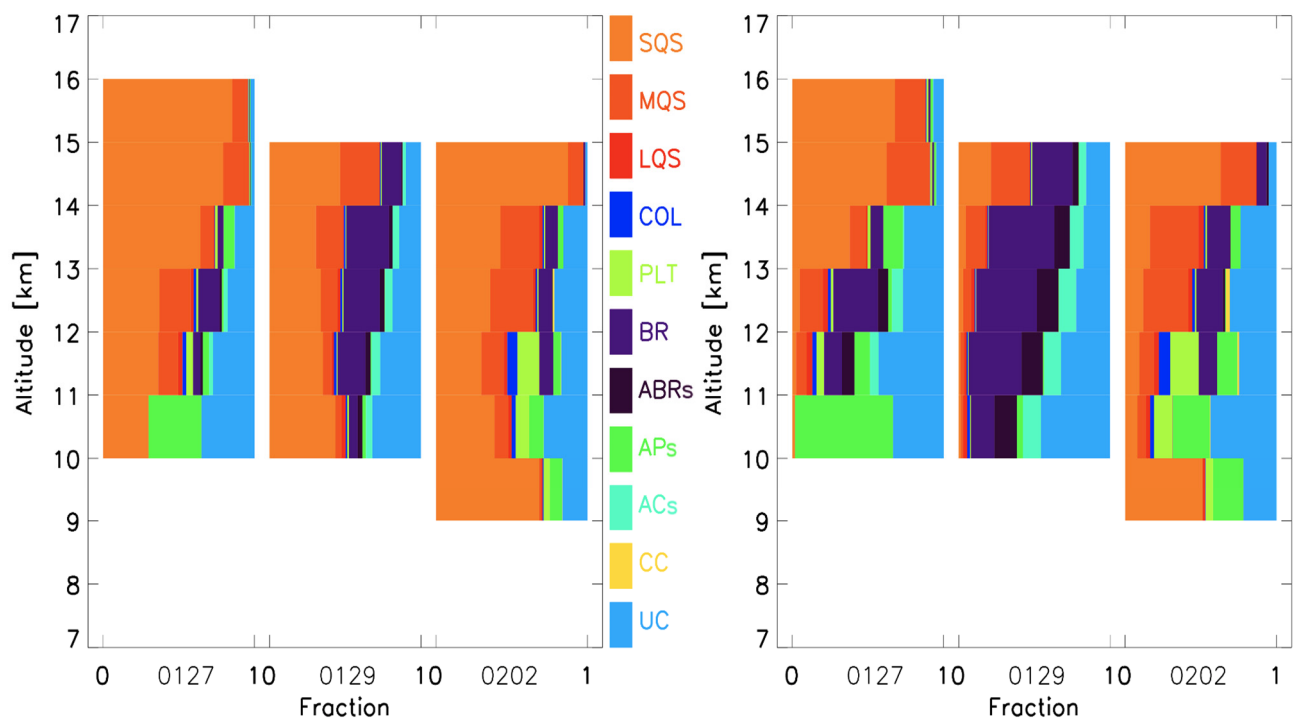 17
16
15
14
13
12
11
10
9
8
7
Altitude [km]
0 0127 10 0129 10 0202 1
Fraction
SQS
MQS
LQS
COL
PLT
BR
ABRs
APs
ACs
CC
UC
17
16
15
14
13
12
11
10
9
8
7
Altitude [km]
0 0127 10 0129 10 0202 1
Fraction